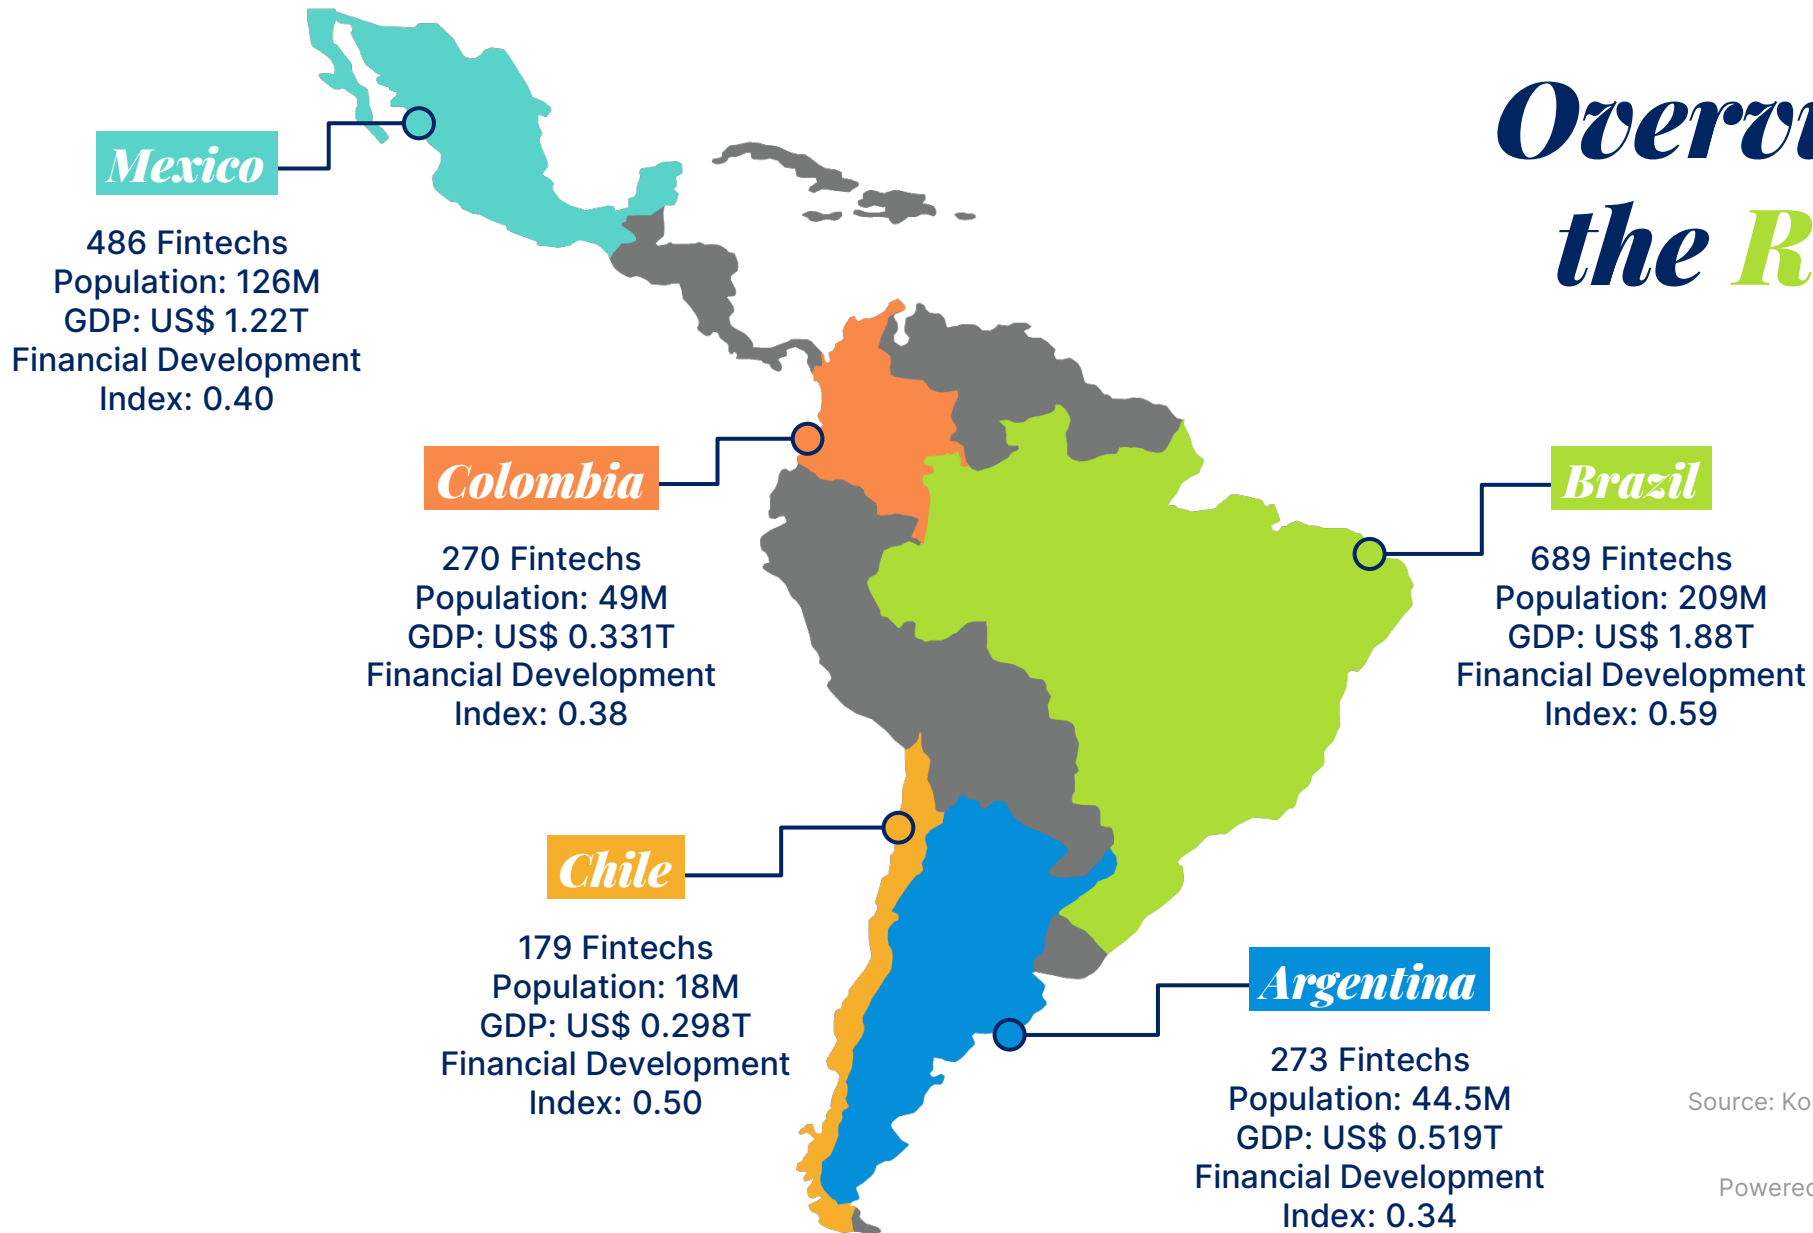 the
Mexico
486 Fintechs
Population: 126M
GDP: US$ 1.22T
Financial Development
Index: 0.40
Colombia
270 Fintechs
Population: 49M
GDP: US$ 0.331T
Financial Development
Index: 0.38
Brazil
689 Fintechs
Population: 209M
GDP: US$ 1.88T
Financial Development
Index: 0.59
Chile
179 Fintechs
Population: 18M
GDP: US$ 0.298T
Financial Development
Index: 0.50
Argentina
273 Fintechs
Population: 44.5M
GDP: US$ 0.519T
Financial Development
Index: 0.34
Source:
Powered